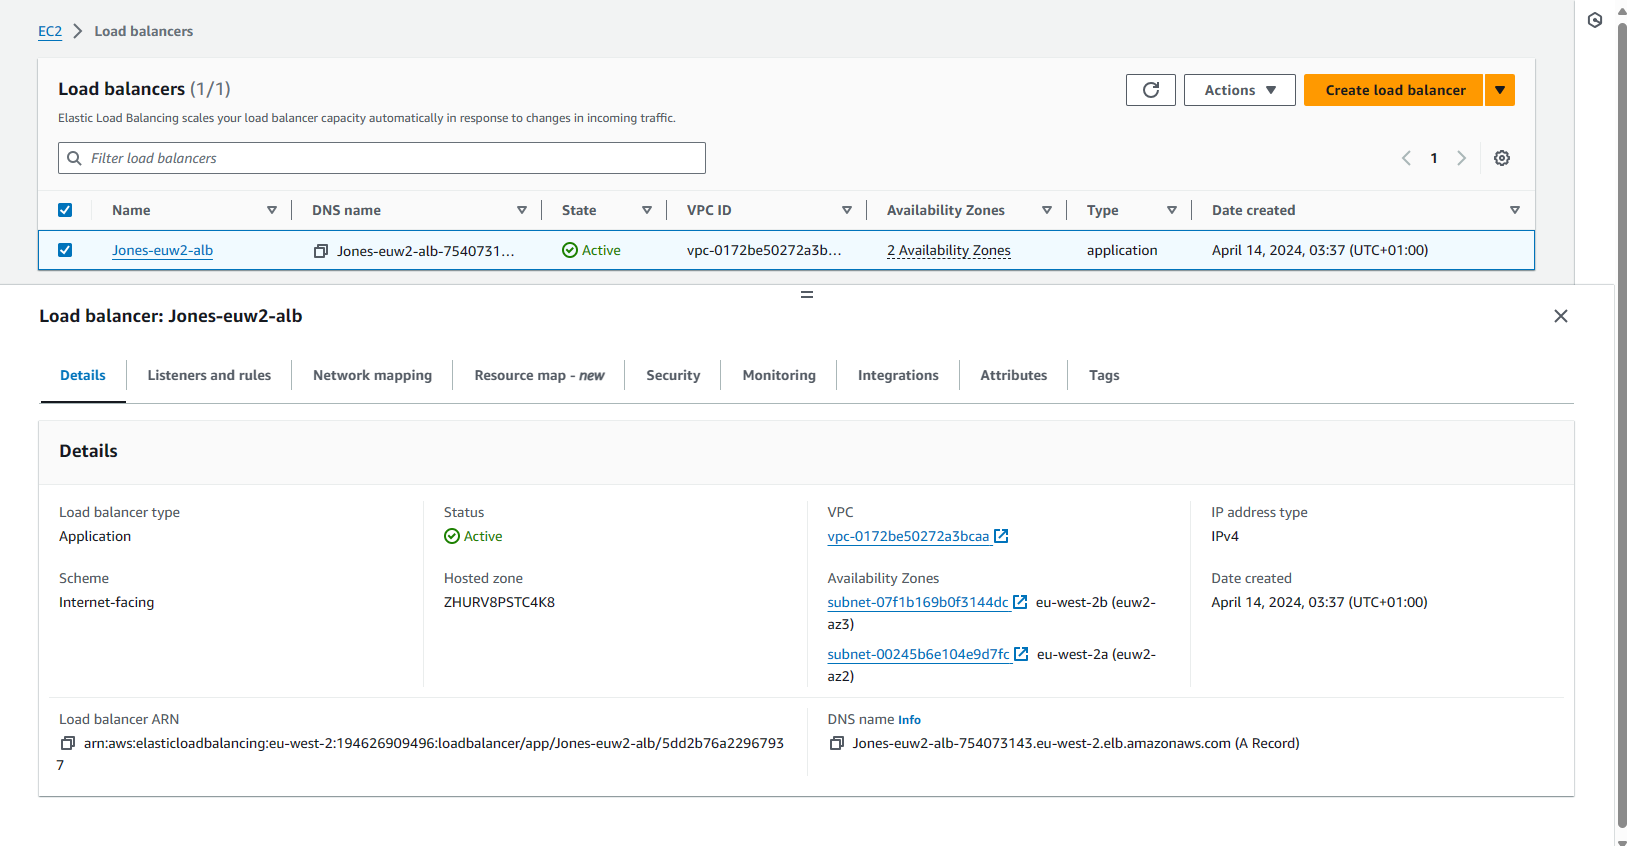 EC2 > Load balancers
Load balancers (1/1)
Actions
Create load balancer
Elastic Load Balancing scales your load balancer capacity automatically in response to changes in incoming traffic.
Filter load balancers
1
Name DNS name State VPC ID Availability Zones Type Date created
Jones-euw2-alb Jones-euw2-alb-7540731... Active vpc-0172be50272a3b... 2 Availability Zones application April 14, 2024, 03:37 (UTC+01:00)
Load balancer: Jones-euw2-alb
Details Listeners and rules Network mapping Resource map - new Security Monitoring Integrations Attributes Tags
Details
Load balancer type
Application
Status
Active
VPC
vpc-0172be50272a3bcaa
IP address type
IPv4
Scheme
Internet-facing
Hosted zone
ZHURV8PSTC4K8
Availability Zones
subnet-07f1b169b0f3144dc eu-west-2b (euw2-
az3)
subnet-00245b6e104e9d7fc eu-west-2a (euw2-
az2)
Date created
April 14, 2024, 03:37 (UTC+01:00)
Load balancer ARN
arn:aws:elasticloadbalancing:eu-west-2:194626909496:loadbalancer/app/Jones-euw2-alb/5dd2b76a2296793
7
DNS name Info
Jones-euw2-alb-754073143.eu-west-2.elb.amazonaws.com (A Record)